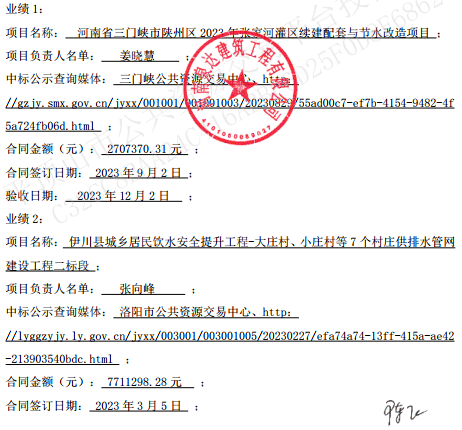 业绩 1:
项目名称: 河南省三门峡市陕州区 2023 年张家河灌区续建配套与节水改造项目 ;
项目负责人名单: 姜晓慧 ;
中标公示查询媒体: 三门峡公共资源交易中心、http:
//gzjy.smx.gov.cn/jyxx/001001/001001003/20230829/55ad00c7-ef7b-4154-9482-4f
5a724fb06d.html ;
合同金额(元): 2707370.31 元 ;
合同签订日期: 2023 年 9 月 2 日 ;
验收日期: 2023 年 12 月 2 日 ;
业绩 2:
项目名称: 伊川县城乡居民饮水安全提升工程-大庄村、小庄村等 7 个村庄供排水管网
建设工程二标段 ;
项目负责人名单: 张向峰 ;
中标公示查询媒体: 洛阳市公共资源交易中心、http:
//lyggzyjy.ly.gov.cn/jyxx/003001/003001005/20230227/efa74a74-13ff-415a-ae42
-213903540bdc.html ;
合同金额(元): 7711298.28 元 ;
合同签订日期: 2023 年 3 月 5 日 ;